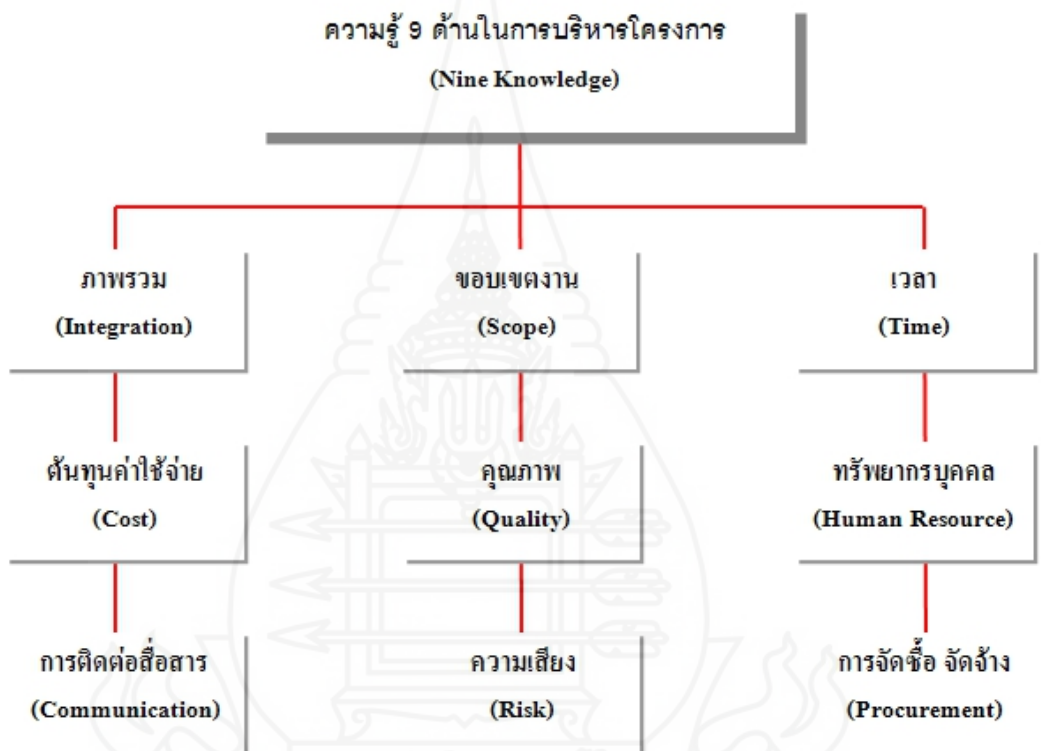 ความรู้ 9 ด้านในการบริหารโครงการ
(Nine Knowledge)
ภาพรวม
(Integration)
ขอบเขตงาน
(Scope)
เวลา
(Time)
ต้นทุนค่าใช้จ่าย
(Cost)
คุณภาพ
(Quality)
ทรัพยากรบุคคล
(Human Resource)
การติดต่อสื่อสาร
(Communication)
ความเสี่ยง
(Risk)
การจัดซื้อ จัดจ้าง
(Procurement)